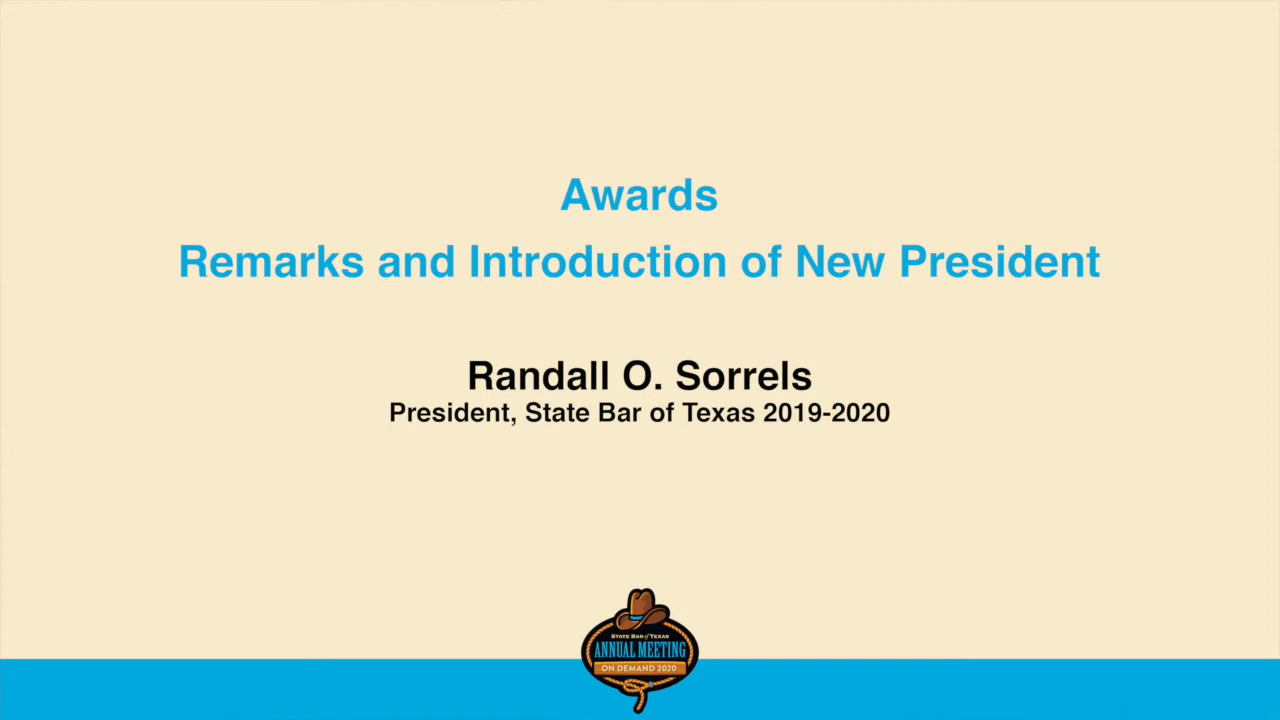 Awards
Remarks and Introduction of New President
Randall O. Sorrels
President, State Bar of Texas 2019-2020
STATE BAR of TEXAS
ANNUAL MEETING
ON DEMAND 2020